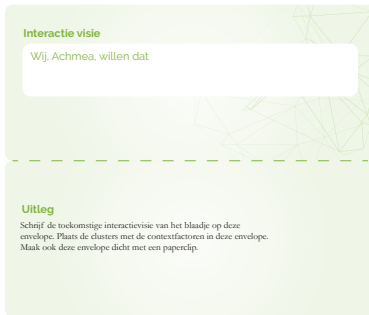 Interactie visie
Wij, Achmea, willen dat
Uitleg
Schrijf de toekomstige interactievisie van het blaadje op deze
envelope. Plaats de clusters met de contextfactoren in deze envelope.
Maak ook deze envelope dicht met een paperclip.